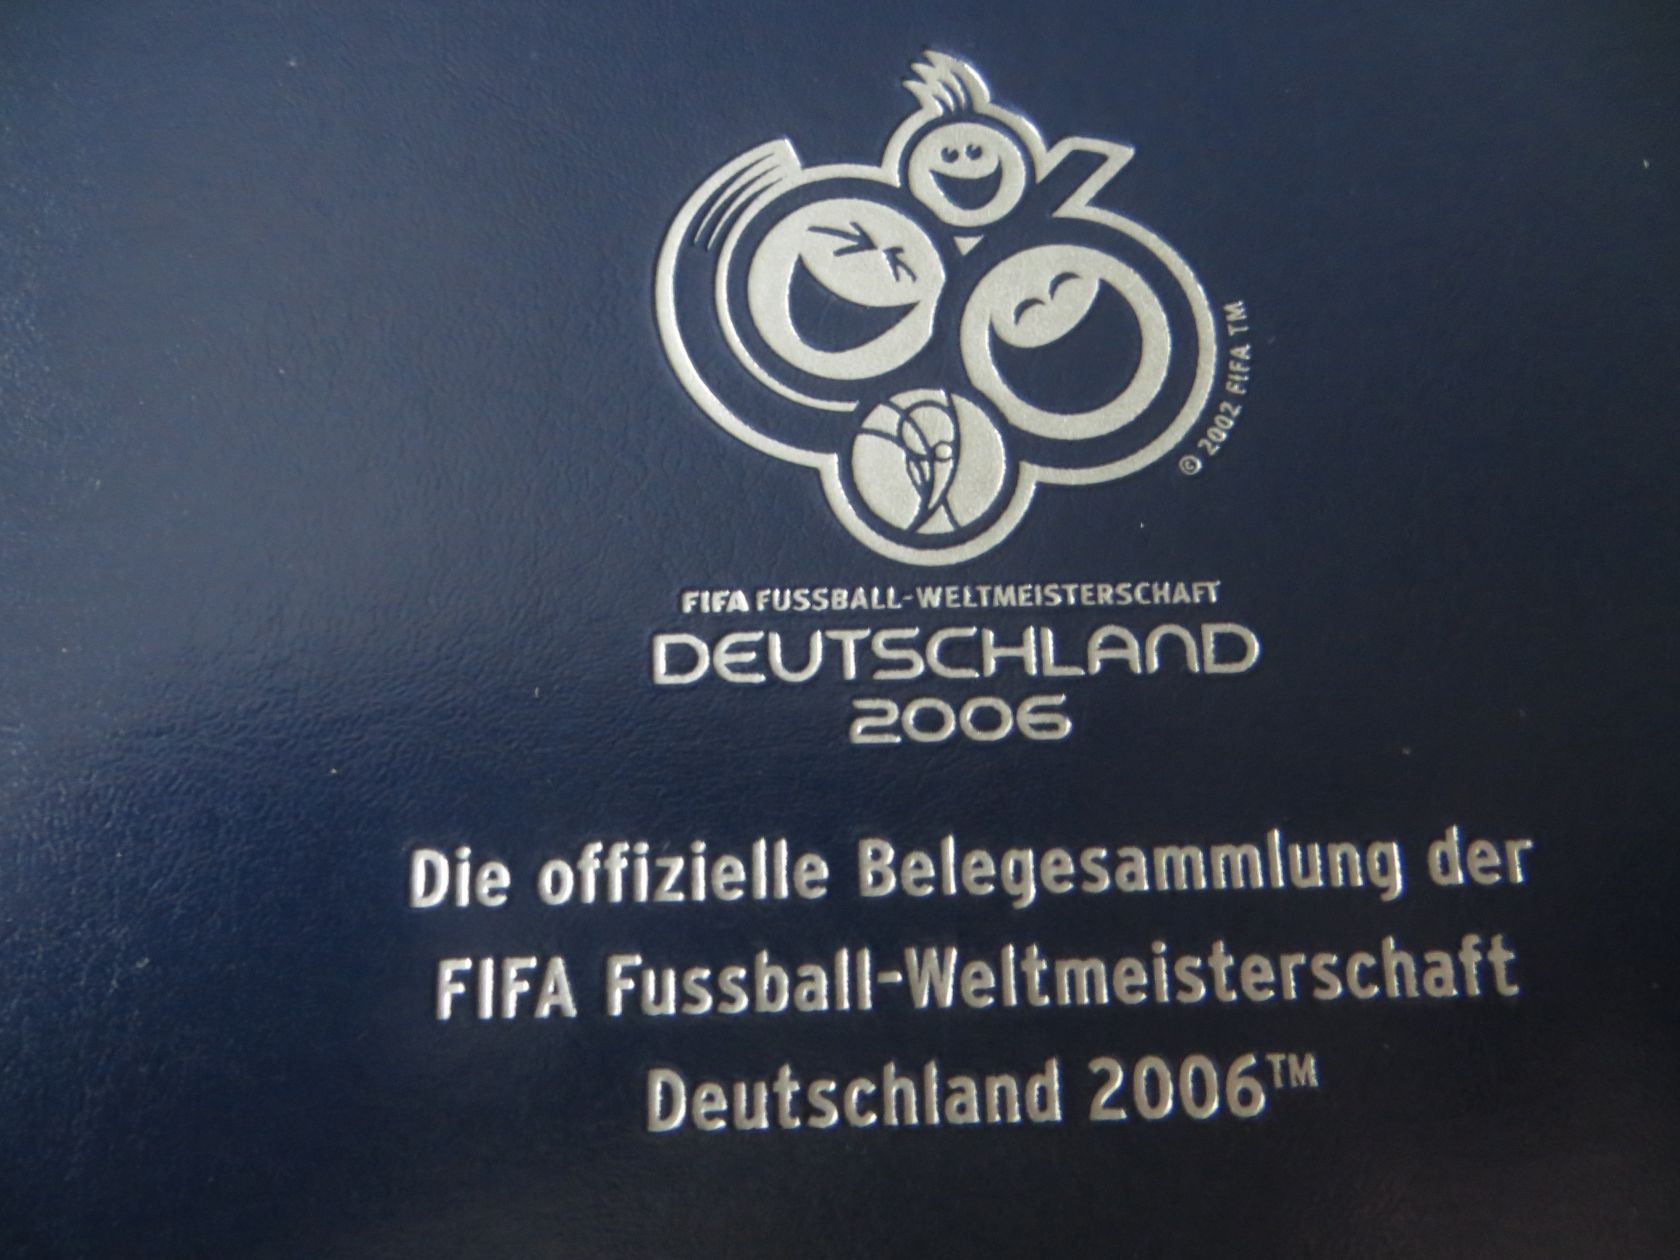 © 2002 FIFA TM
FIFA FUSSBALL-WELTMEISTERSCHAFT
DEUTSCHLAND
2006
Die offizielle Belegesammlung der
FIFA Fussball-Weltmeisterschaft
Deutschland 2006™